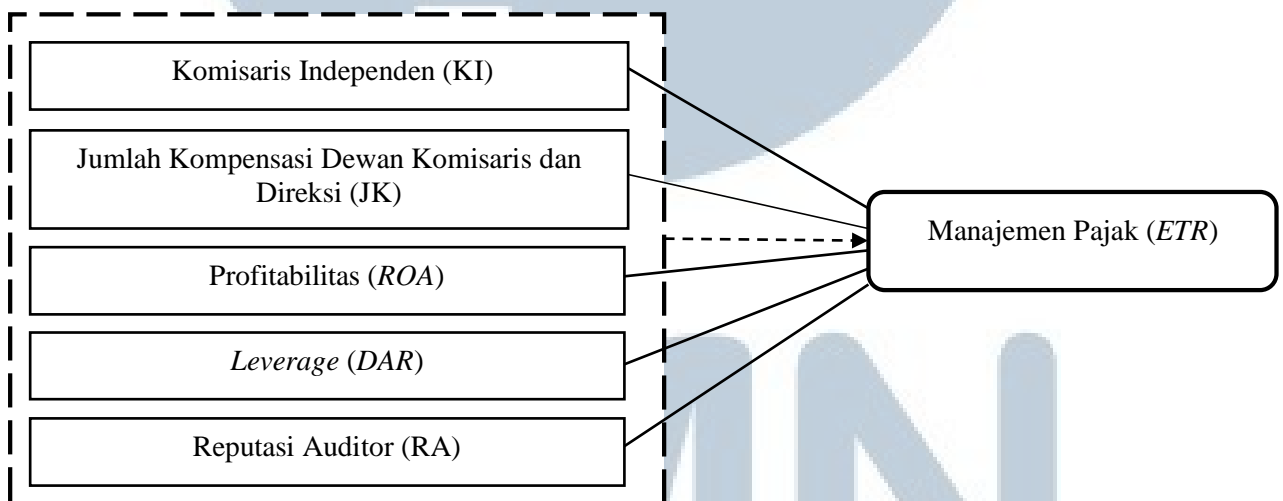 Komisaris Independen (KI)
Jumlah Kompensasi Dewan Komisaris dan
Direksi (JK)
Profitabilitas (ROA)
Leverage (DAR)
Reputasi Auditor (RA)
Manajemen Pajak (ETR)